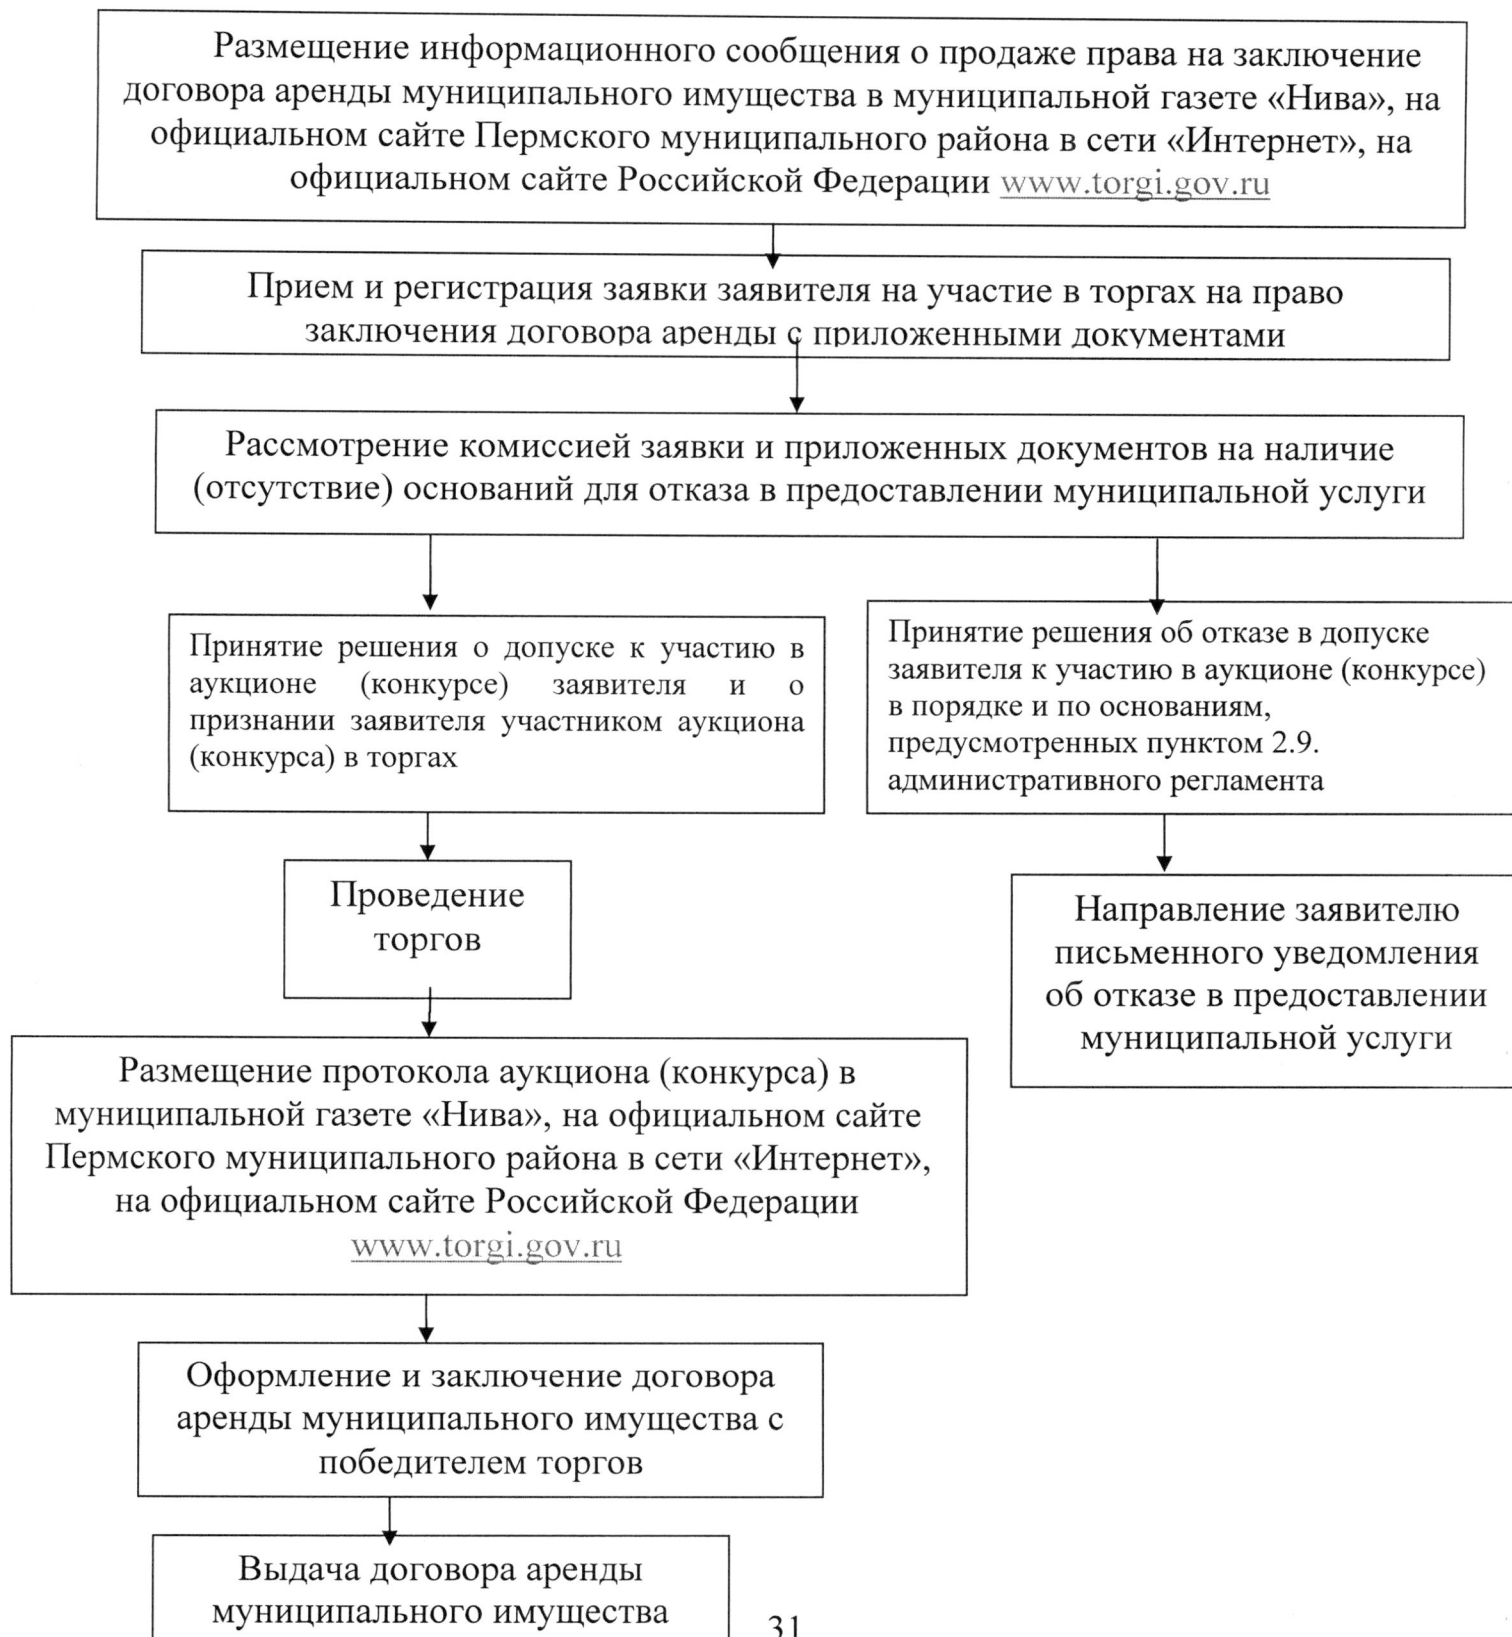 Размещение информационного сообщения о продаже права на заключение
договора аренды муниципального имущества в муниципальной газете «Нива», на
официальном сайте Пермского муниципального района в сети «Интернет», на
официальном сайте Российской Федерации www.torgi.gov.ru
Прием и регистрация заявки заявителя на участие в торгах на право
заключения договора аренды с приложенными документами
Рассмотрение комиссией заявки и приложенных документов на наличие
(отсутствие) оснований для отказа в предоставлении муниципальной услуги
Принятие решения о допуске к участию в
аукционе (конкурсе) заявителя и о
признании заявителя участником аукциона
(конкурса) в торгах
Принятие решения об отказе в допуске
заявителя к участию в аукционе (конкурсе)
в порядке и по основаниям,
предусмотренных пунктом 2.9.
административного регламента
Проведение
торгов
Направление заявителю
письменного уведомления
об отказе в предоставлении
муниципальной услуги
Размещение протокола аукциона (конкурса) в
муниципальной газете «Нива», на официальном сайте
Пермского муниципального района в сети «Интернет»,
на официальном сайте Российской Федерации
www.torgi.gov.ru
Оформление и заключение договора
аренды муниципального имущества с
победителем торгов
Выдача договора аренды
муниципального имущества
31